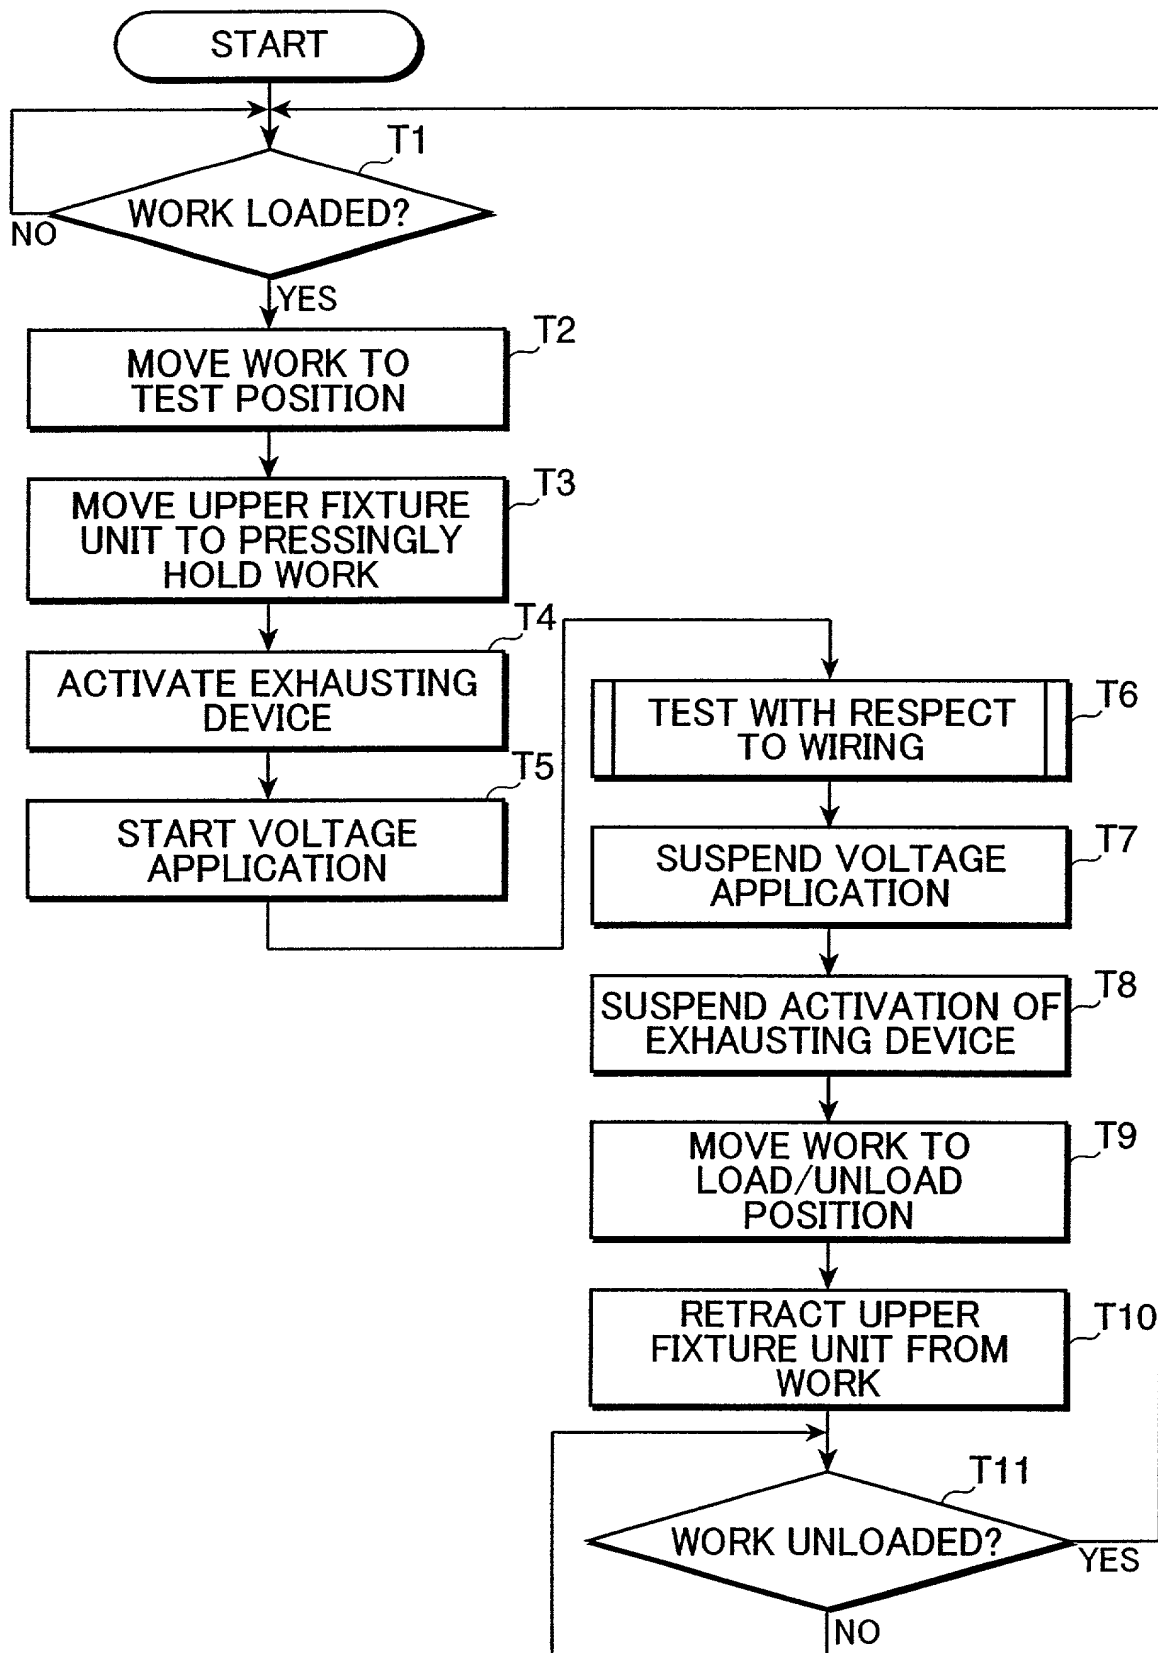 START
T1
WORK LOADED?
NO
YES
T2
MOVE WORK TO
TEST POSITION
T3
MOVE UPPER FIXTURE
UNIT TO PRESSINGLY
HOLD WORK
T4
ACTIVATE EXHAUSTING
DEVICE
T5
START VOLTAGE
APPLICATION
T6
TEST WITH RESPECT
TO WIRING
T7
SUSPEND VOLTAGE
APPLICATION
T8
SUSPEND ACTIVATION OF
EXHAUSTING DEVICE
T9
MOVE WORK TO
LOAD/UNLOAD
POSITION
T10
RETRACT UPPER
FIXTURE UNIT FROM
WORK
T11
WORK UNLOADED?
YES
NO